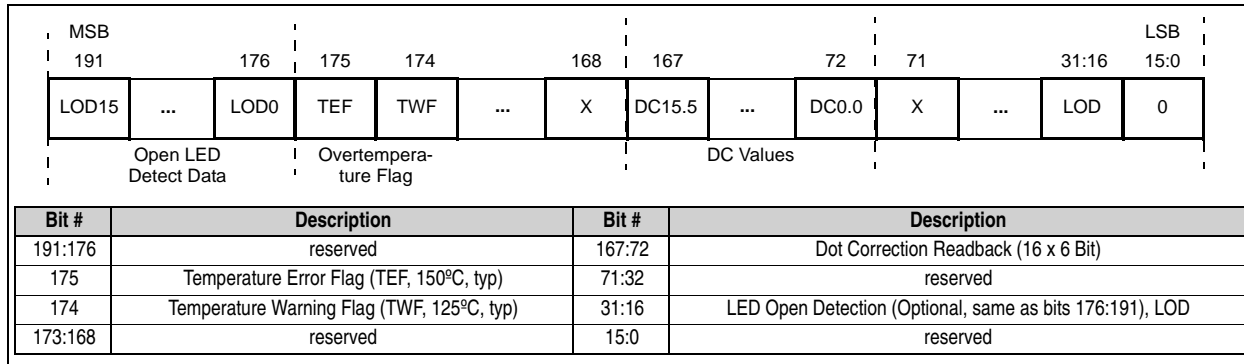 MSB LSB
191 176 175 174 168 167 72 71 31:16 15:0
LOD15 ... LOD0 TEF TWF ... X DC15.5 ... DC0.0 X ... LOD 0
Open LED
Detect Data
Overtempera-
ture Flag
DC Values
Bit # Description Bit # Description
191:176 reserved 167:72 Dot Correction Readback (16 x 6 Bit)
175 Temperature Error Flag (TEF, 150ºC, typ) 71:32 reserved
174 Temperature Warning Flag (TWF, 125ºC, typ) 31:16 LED Open Detection (Optional, same as bits 176:191), LOD
173:168 reserved 15:0 reserved